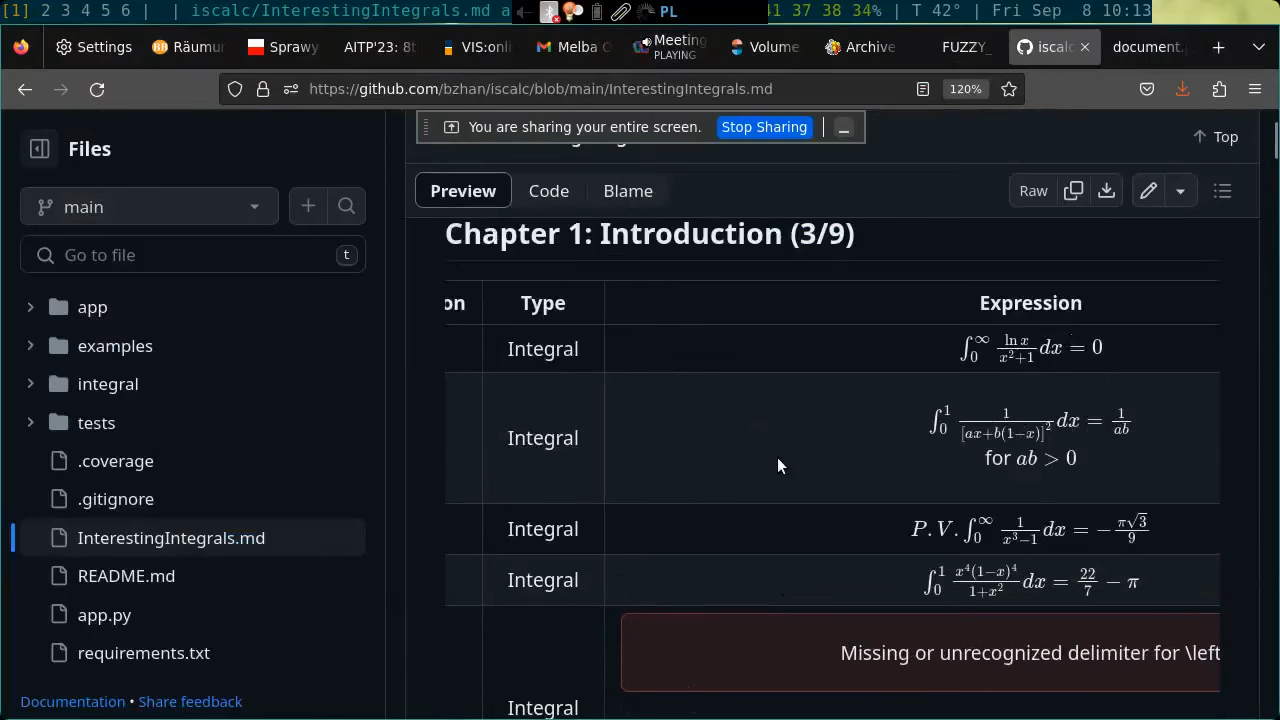 [1] 2 3 4 5 6 | | iscalc/InterestingIntegrals.md a PL 41 37 38 34% | T 42° | Fri Sep 8 10:13
Settings Räumu Sprawy AITP'23: 8t VIS:onli Melba C Meeting Volume Archive FUZZY_ iscalc document.
PLAYING
https://github.com/bzhan/iscalc/blob/main/InterestingIntegrals.md 120%
You are sharing your entire screen. Stop Sharing
Files
Top
main
Preview Code Blame Raw
Go to file t
Chapter 1: Introduction (3/9)
on Type Expression
app
examples
integral
tests
.coverage
.gitignore
InterestingIntegrals.md
README.md
app.py
requirements.txt
Integral ∫₀^∞ ln x/(x²+1) dx = 0
Integral ∫₀¹ 1/[ax+b(1−x)]² dx = 1/ab
for ab > 0
Integral P.V. ∫₀^∞ 1/(x³−1) dx = −π√3/9
Integral ∫₀¹ x⁴(1−x)⁴/(1+x²) dx = 22/7 − π
Missing or unrecognized delimiter for \left
Integral
Documentation • Share feedback